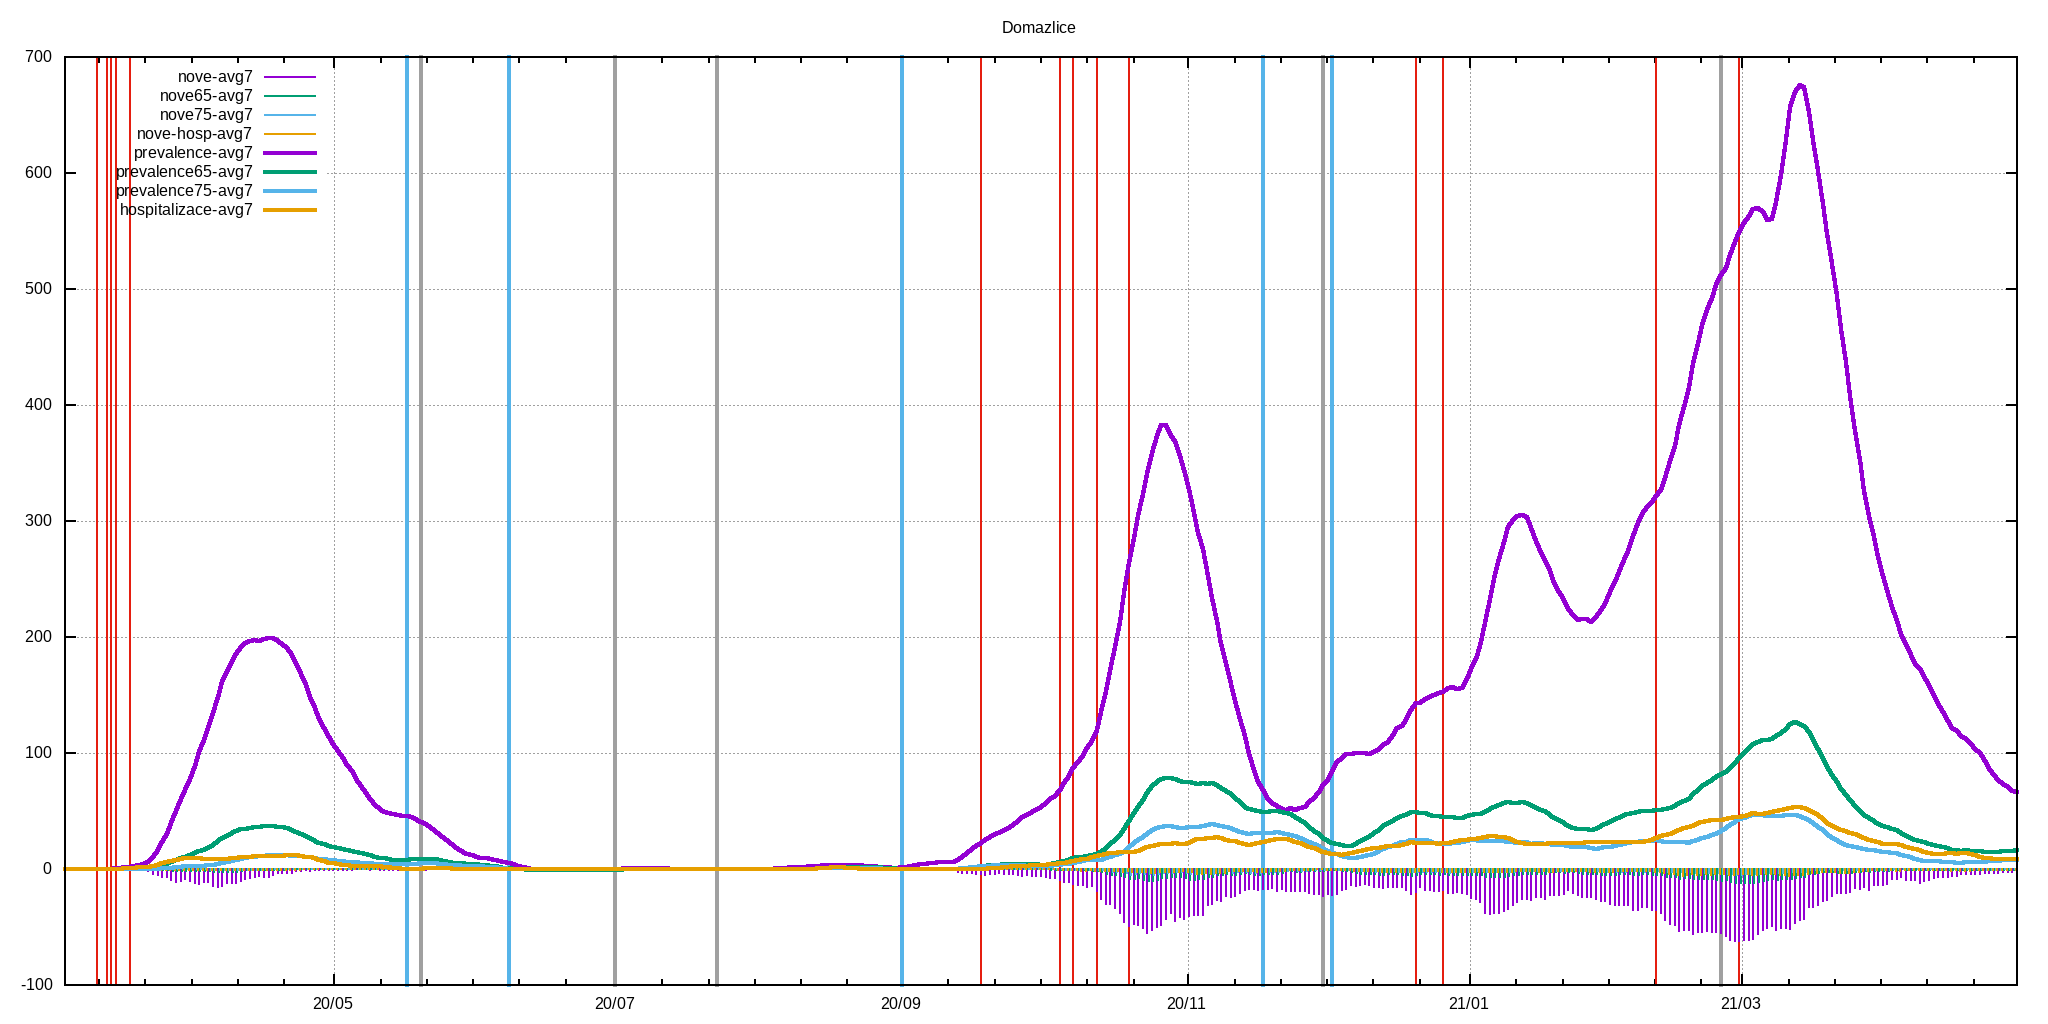 Domazlice
700
600
500
400
300
200
100
0
-100
nove-avg7
nove65-avg7
nove75-avg7
nove-hosp-avg7
prevalence-avg7
prevalence65-avg7
prevalence75-avg7
hospitalizace-avg7
20/05 20/07 20/09 20/11 21/01 21/03